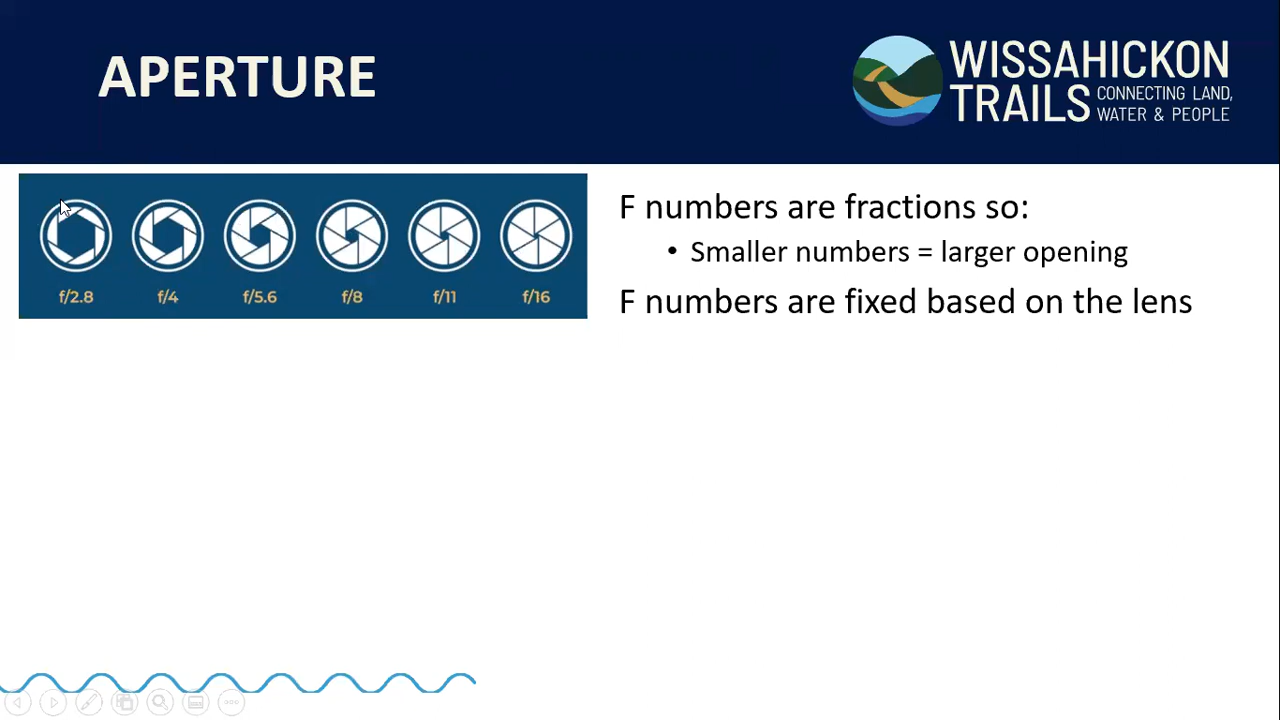 APERTURE
WISSAHICKON
TRAILS
CONNECTING LAND,
WATER & PEOPLE
f/2.8 f/4 f/5.6 f/8 f/11 f/16
F numbers are fractions so:
• Smaller numbers = larger opening
F numbers are fixed based on the lens